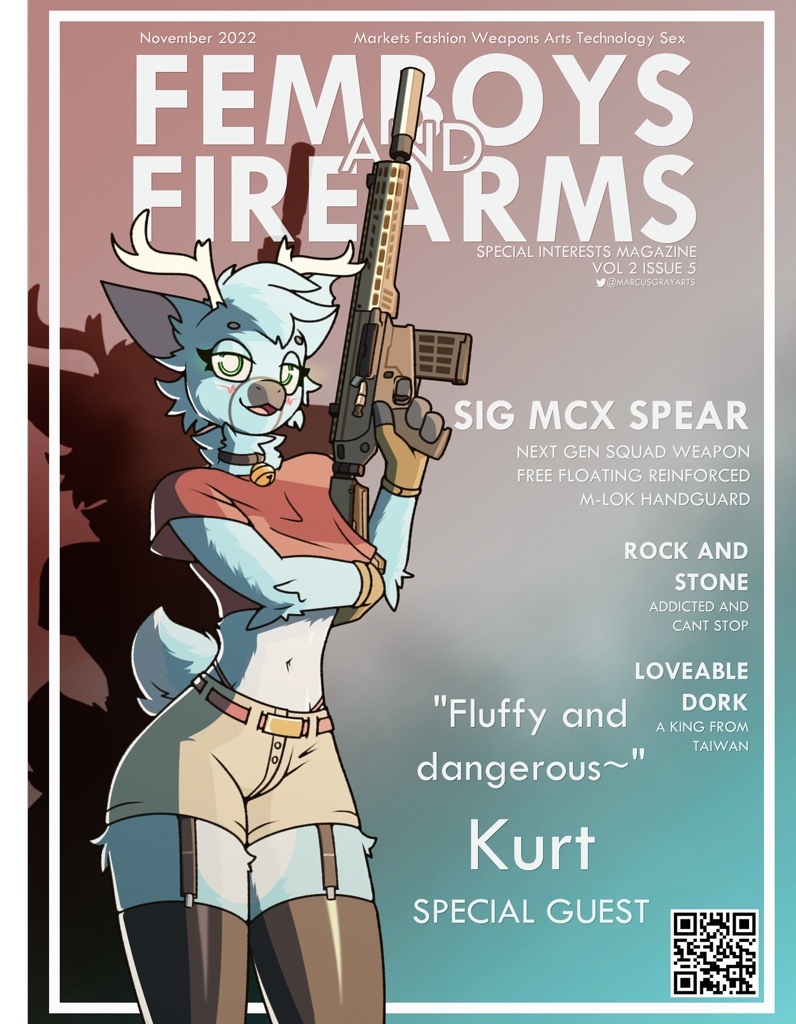 November 2022
Markets Fashion Weapons Arts Technology Sex
FEMBOYS
AND
FIREARMS
SPECIAL INTERESTS MAGAZINE
VOL 2 ISSUE 5
@MARCUSGRAYARTS
SIG MCX SPEAR
NEXT GEN SQUAD WEAPON
FREE FLOATING REINFORCED
M-LOK HANDGUARD
ROCK AND
STONE
ADDICTED AND
CANT STOP
LOVEABLE
DORK
A KING FROM
TAIWAN
"Fluffy and
dangerous~"
Kurt
SPECIAL GUEST